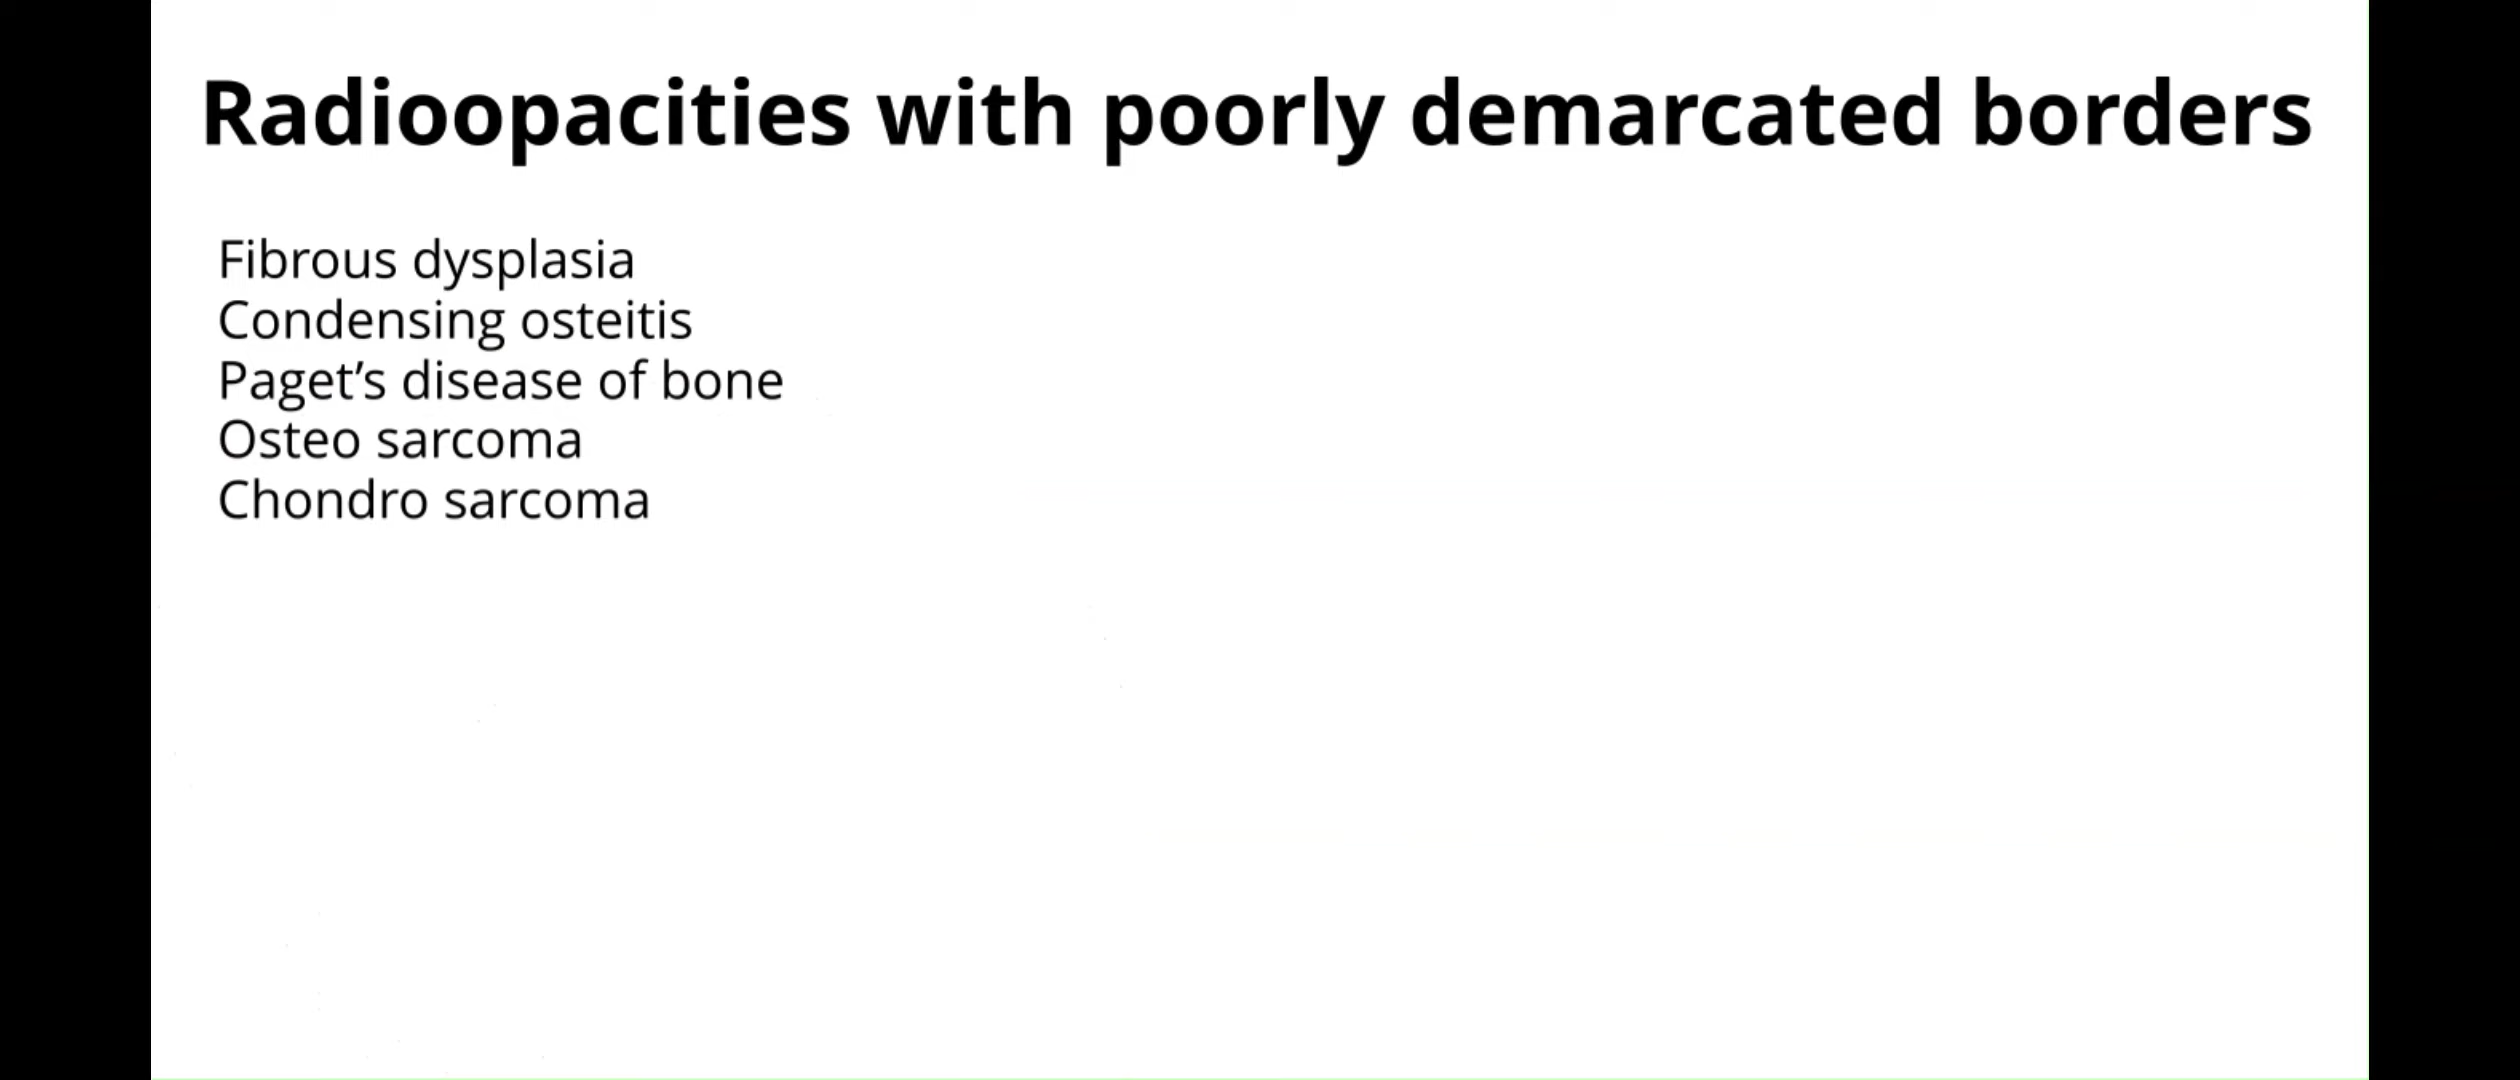 Radioopacities with poorly demarcated borders
Fibrous dysplasia
Condensing osteitis
Paget’s disease of bone
Osteo sarcoma
Chondro sarcoma